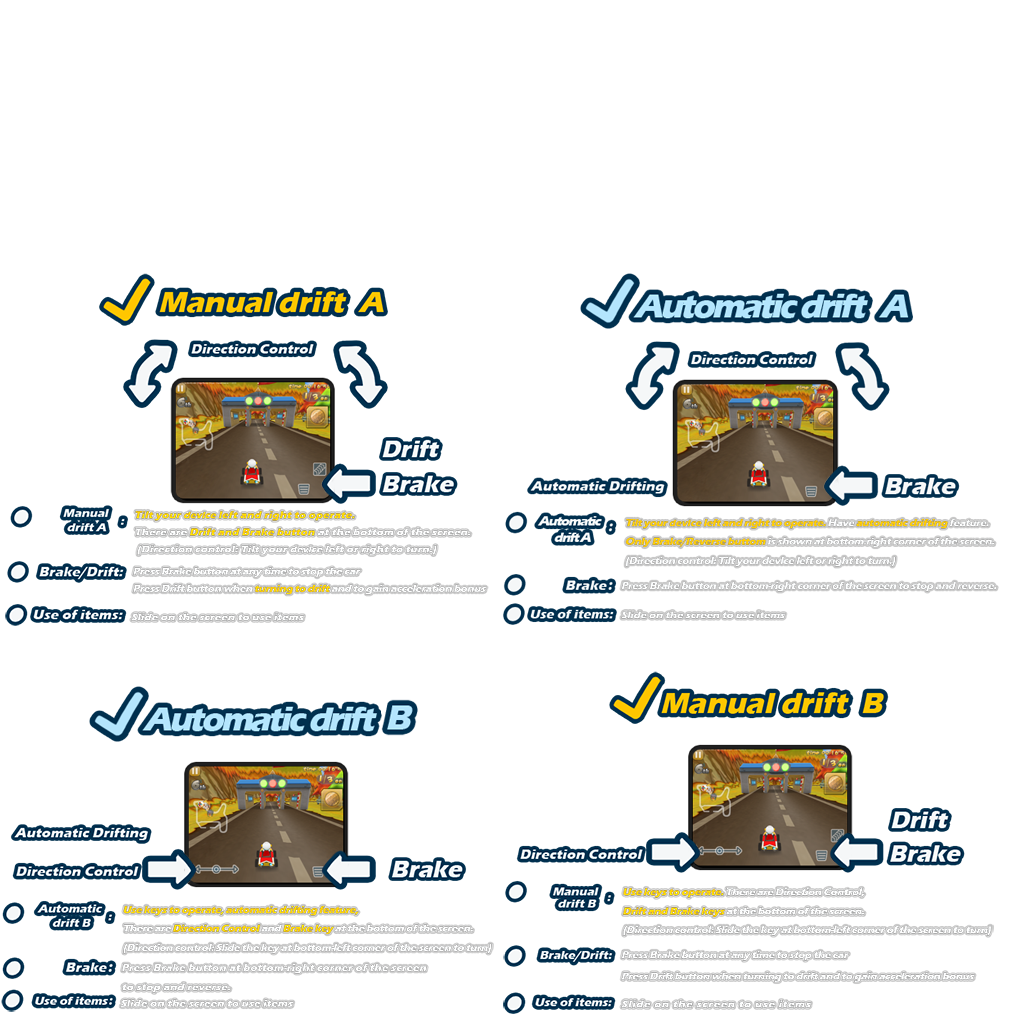 Manual drift A
Direction Control
Drift
Brake
Manual drift A :
Tilt your device left and right to operate.
There are Drift and Brake button at the bottom of the screen.
(Direction control: Tilt your device left or right to turn.)
Brake/Drift:
Press Brake button at any time to stop the car
Press Drift button when turning to drift and to gain acceleration bonus
Use of items:
Slide on the screen to use items
Automatic drift A
Direction Control
Automatic Drifting
Brake
Automatic drift A :
Tilt your device left and right to operate. Have automatic drifting feature.
Only Brake/Reverse button is shown at bottom right corner of the screen.
(Direction control: Tilt your device left or right to turn.)
Brake:
Press Brake button at bottom-right corner of the screen to stop and reverse.
Use of items:
Slide on the screen to use items
Automatic drift B
Automatic Drifting
Direction Control
Brake
Automatic drift B :
Use keys to operate, automatic drifting feature,
There are Direction Control and Brake key at the bottom of the screen.
(Direction control: Slide the key at bottom-left corner of the screen to turn)
Brake:
Press Brake button at bottom-right corner of the screen
to stop and reverse.
Use of items:
Slide on the screen to use items
Manual drift B
Drift
Direction Control
Brake
Manual drift B :
Use keys to operate. There are Direction Control,
Drift and Brake keys at the bottom of the screen.
(Direction control: Slide the key at bottom-left corner of the screen to turn)
Brake/Drift:
Press Brake button at any time to stop the car
Press Drift button when turning to drift and to gain acceleration bonus
Use of items:
Slide on the screen to use items